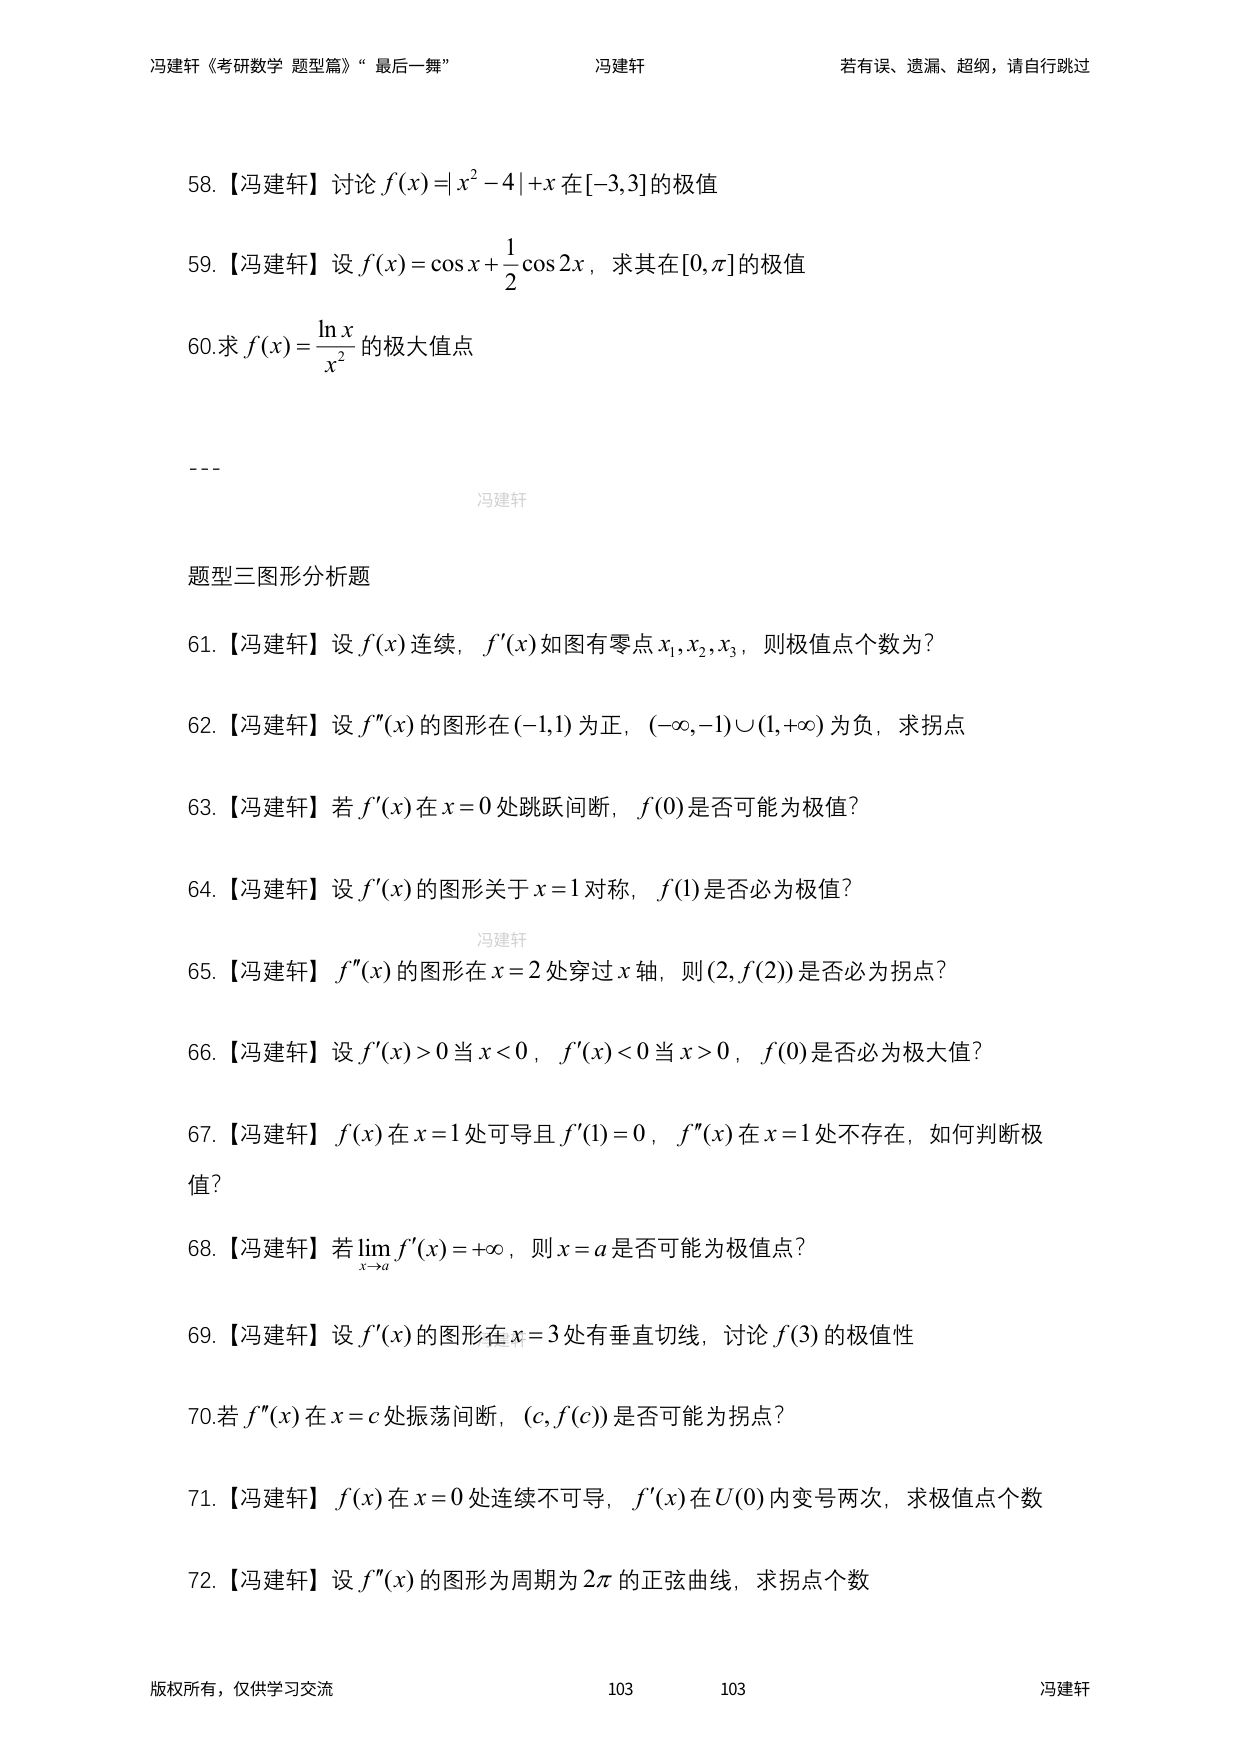 冯建轩《考研数学 题型篇》“ 最后一舞” 冯建轩 若有误、遗漏、超纲，请自行跳过
58.【冯建轩】讨论 f(x)=|x²−4|+x 在[−3,3]的极值
59.【冯建轩】设 f(x)=cos x+1/2 cos 2x，求其在[0,π]的极值
60.求 f(x)=ln x/x² 的极大值点
---
冯建轩
题型三图形分析题
61.【冯建轩】设 f(x) 连续， f′(x) 如图有零点 x₁,x₂,x₃，则极值点个数为？
62.【冯建轩】设 f″(x) 的图形在 (−1,1) 为正，(−∞,−1)∪(1,+∞) 为负，求拐点
63.【冯建轩】若 f′(x) 在 x=0 处跳跃间断， f(0) 是否可能为极值？
64.【冯建轩】设 f′(x) 的图形关于 x=1 对称， f(1) 是否必为极值？
冯建轩
65.【冯建轩】 f″(x) 的图形在 x=2 处穿过 x 轴，则 (2,f(2)) 是否必为拐点？
66.【冯建轩】设 f′(x)>0 当 x<0， f′(x)<0 当 x>0， f(0) 是否必为极大值？
67.【冯建轩】 f(x) 在 x=1 处可导且 f′(1)=0， f″(x) 在 x=1 处不存在，如何判断极
值？
68.【冯建轩】若 lim x→a f′(x)=+∞，则 x=a 是否可能为极值点？
69.【冯建轩】设 f′(x) 的图形在 x=3 处有垂直切线，讨论 f(3) 的极值性
冯建轩
70.若 f″(x) 在 x=c 处振荡间断，(c,f(c)) 是否可能为拐点？
71.【冯建轩】 f(x) 在 x=0 处连续不可导， f′(x) 在 U(0) 内变号两次，求极值点个数
72.【冯建轩】设 f″(x) 的图形为周期为 2π 的正弦曲线，求拐点个数
版权所有，仅供学习交流 103 103 冯建轩